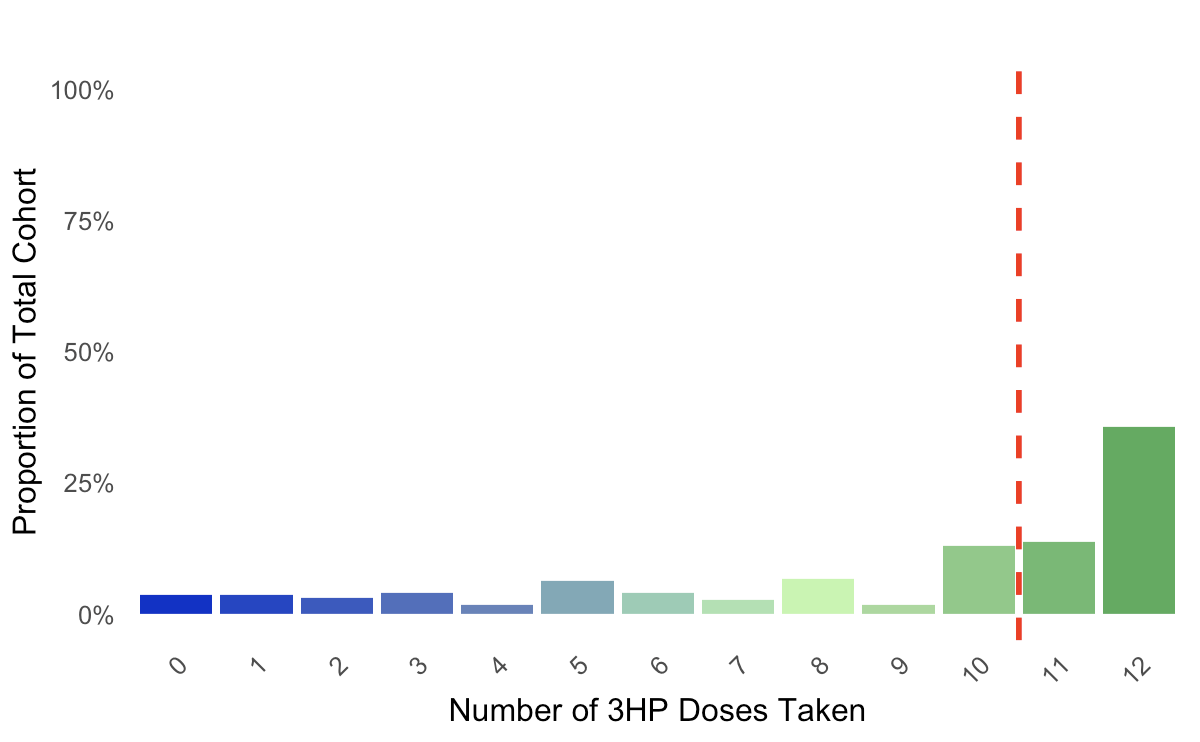 100%
75%
50%
25%
0%
Proportion of Total Cohort
0 1 2 3 4 5 6 7 8 9 10 11 12
Number of 3HP Doses Taken